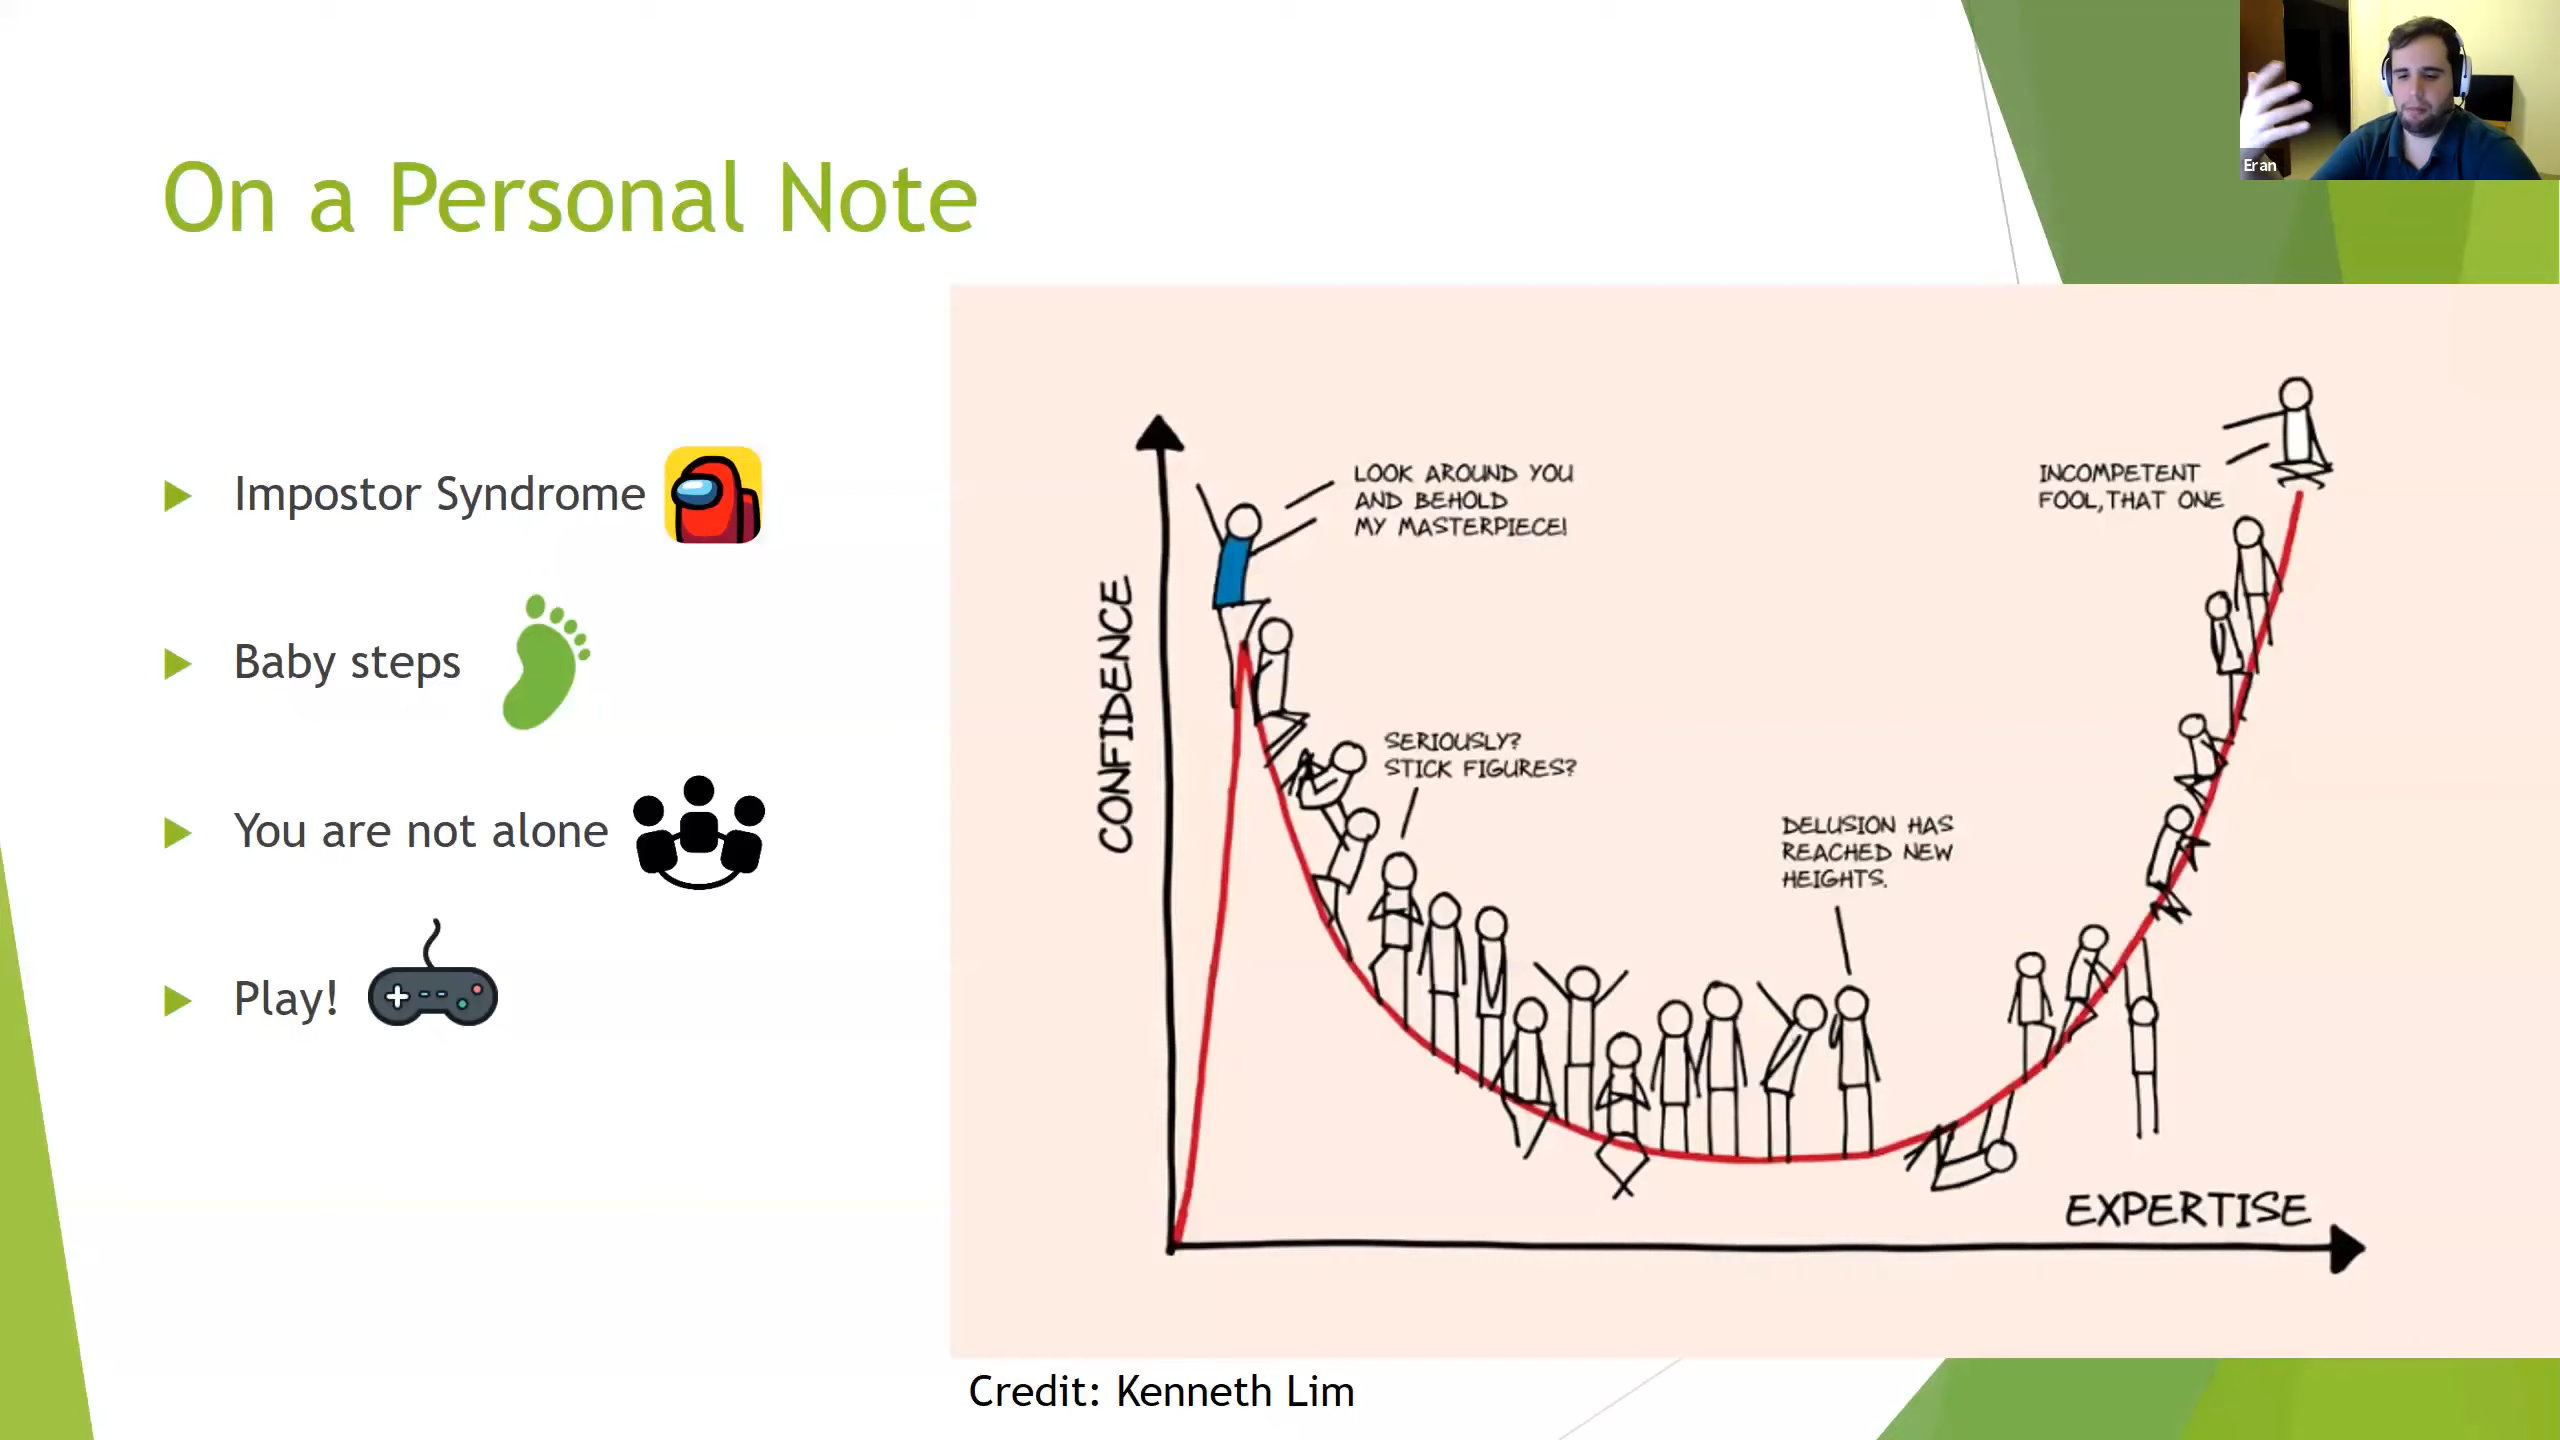 Eran
On a Personal Note
Impostor Syndrome
Baby steps
You are not alone
Play!
CONFIDENCE
LOOK AROUND YOU
AND BEHOLD
MY MASTERPIECE!
SERIOUSLY?
STICK FIGURES?
DELUSION HAS
REACHED NEW
HEIGHTS.
INCOMPETENT
FOOL, THAT ONE
EXPERTISE
Credit: Kenneth Lim